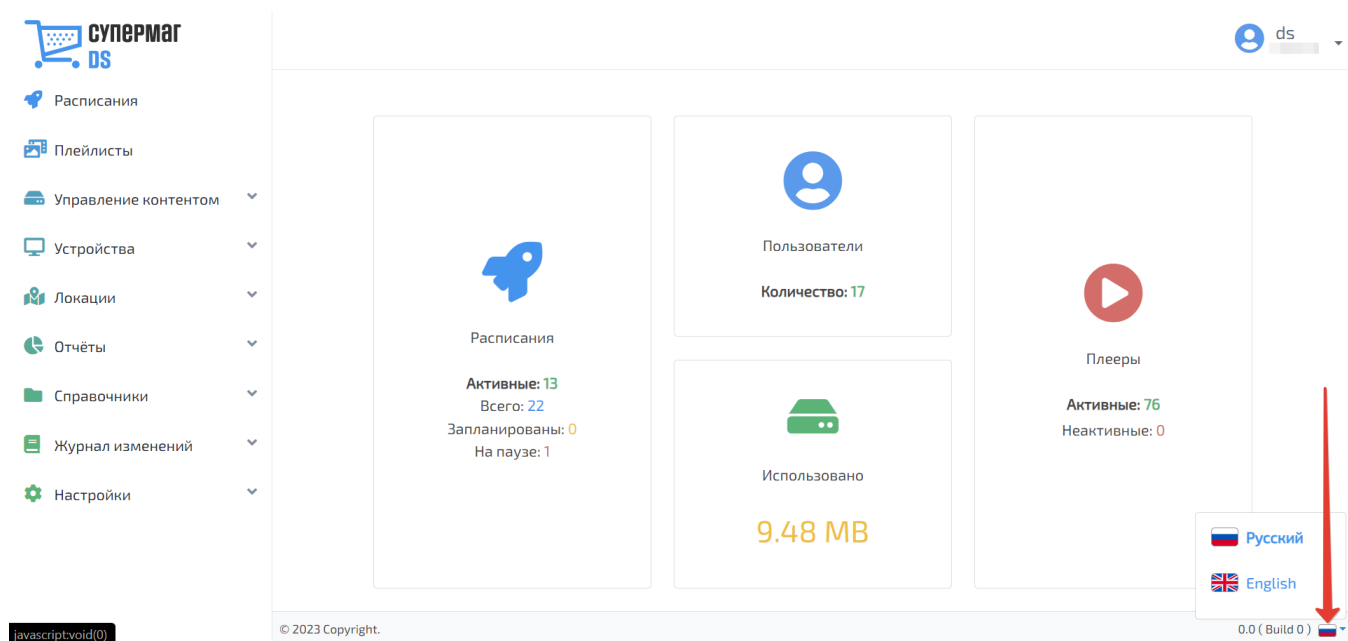 СУПЕРМАГ
DS
ds
Расписания
Плейлисты
Управление контентом
Устройства
Локации
Отчёты
Справочники
Журнал изменений
Настройки
Расписания
Активные: 13
Всего: 22
Запланированы: 0
На паузе: 1
Пользователи
Количество: 17
Использовано
9.48 MB
Плееры
Активные: 76
Неактивные: 0
Русский
English
© 2023 Copyright.
0.0 ( Build 0 )
javascript:void(0)